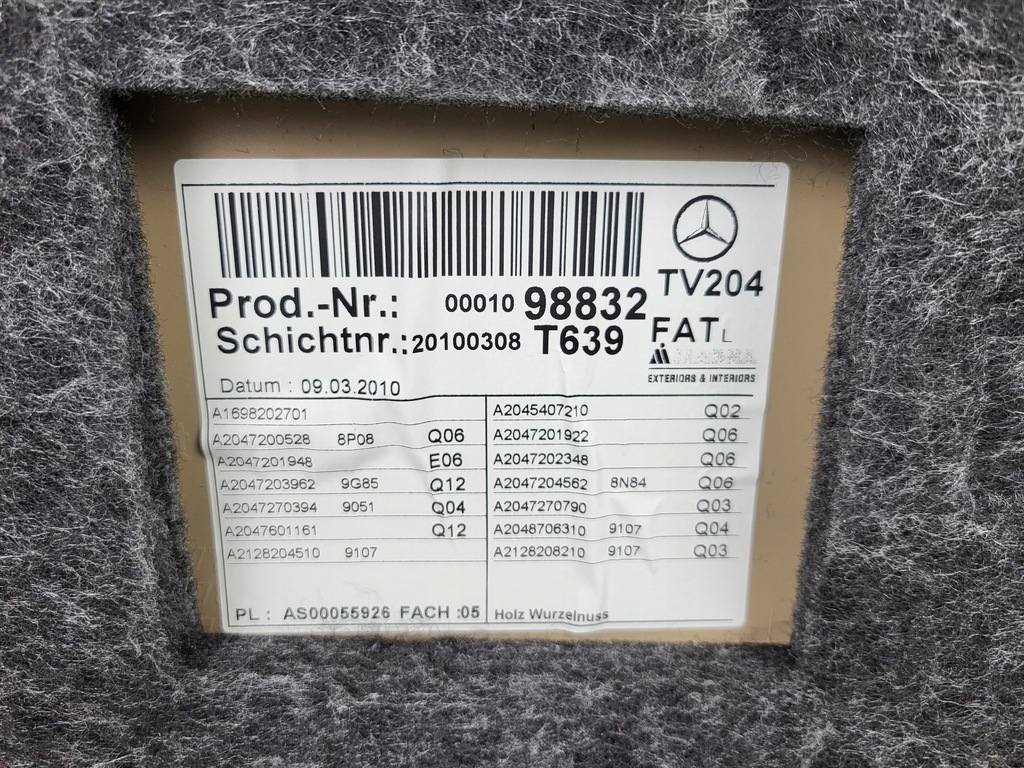 TV204
Prod.-Nr.: 00010 98832
FAT L
Schichtnr.: 20100308 T639
MAGNA
EXTERIORS & INTERIORS
Datum : 09.03.2010
A1698202701
A2047200528 8P08 Q06
A2047201948 E06
A2047203962 9G85 Q12
A2047270394 9051 Q04
A2047601161 Q12
A2128204510 9107
A2045407210 Q02
A2047201922 Q06
A2047202348 Q06
A2047204562 8N84 Q06
A2047270790 Q03
A2048706310 9107 Q04
A2128208210 9107 Q03
PL : AS00055926 FACH :05
Holz Wurzelnuss